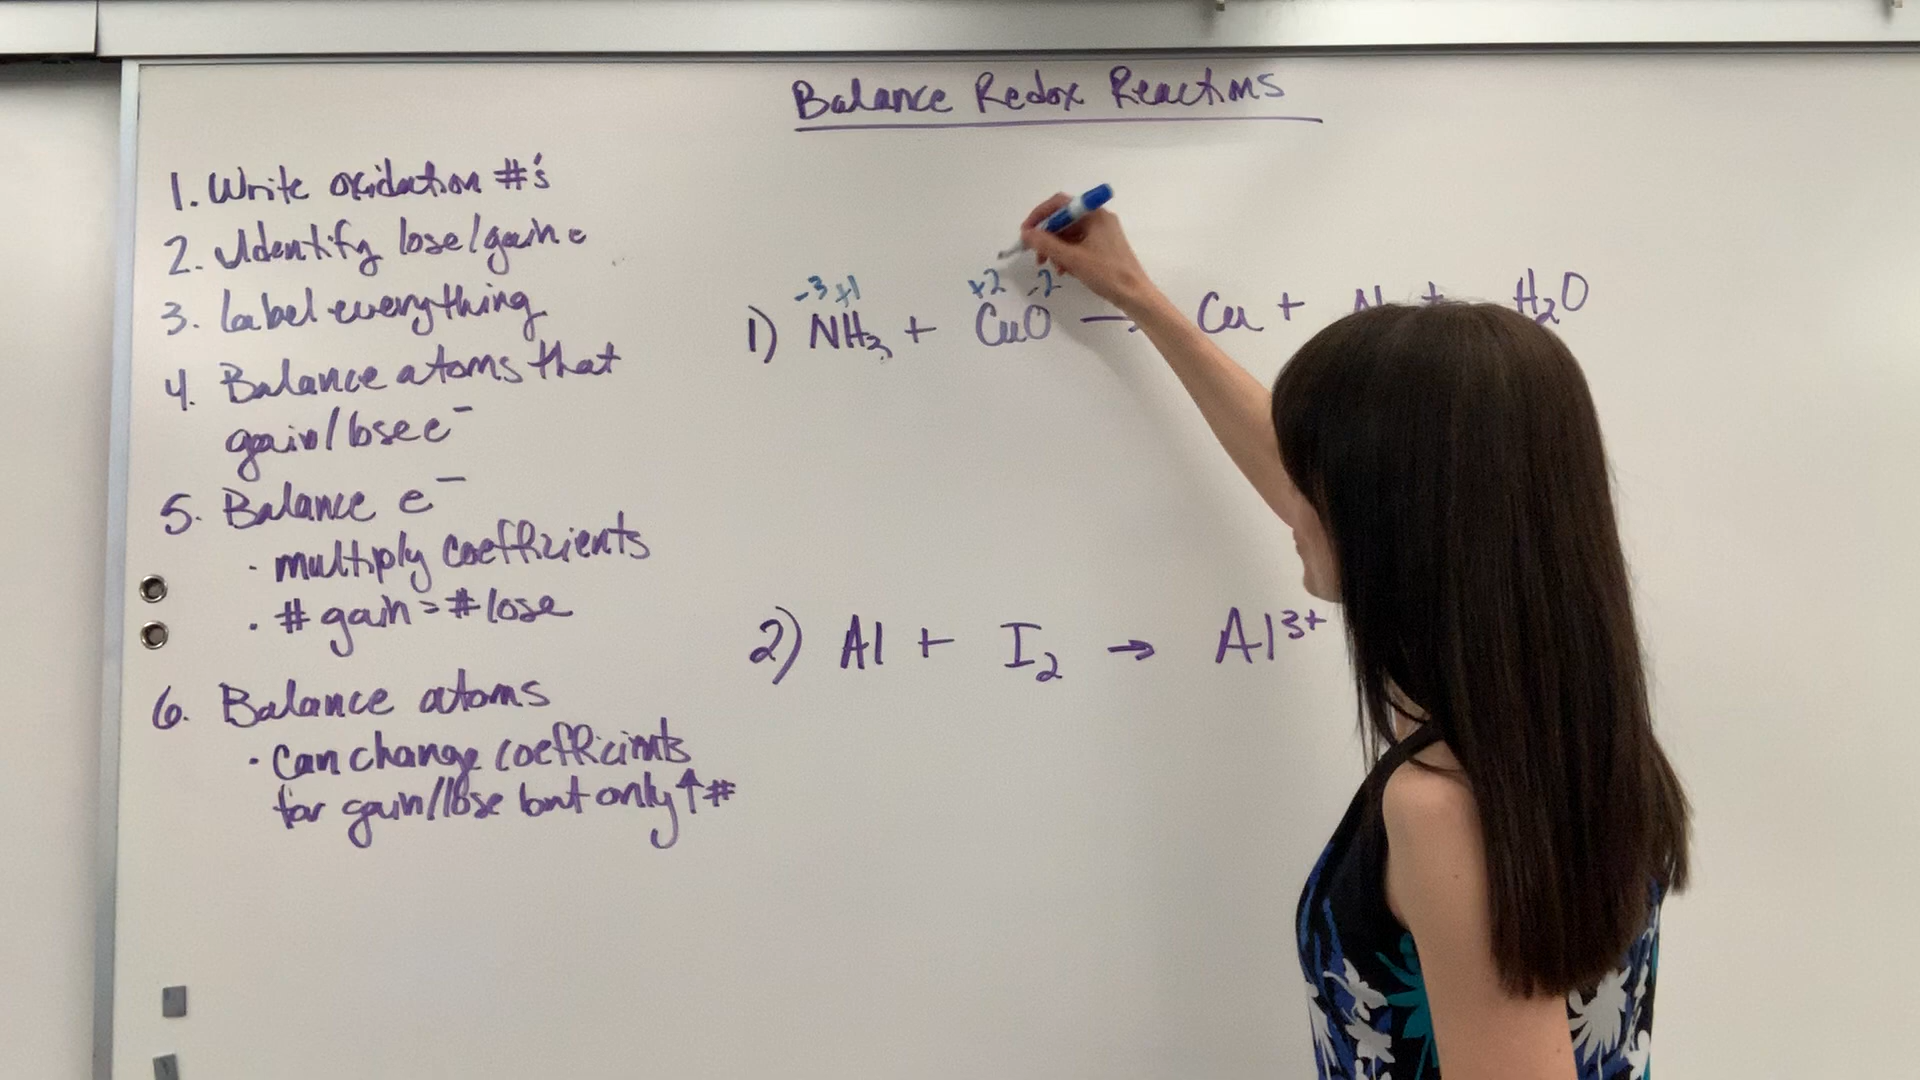 Balance Redox Reactions
1. Write oxidation #'s
2. Identify lose/gain e
3. Label everything
4. Balance atoms that
gain/lose e⁻
5. Balance e⁻
· multiply coefficients
· # gain = # lose
6. Balance atoms
· Can change coefficients
for gain/lose but only ↑ #
-3 +1 +2 -2
1) NH₃ + CuO → Cu + + H₂O
2) Al + I₂ → Al³⁺